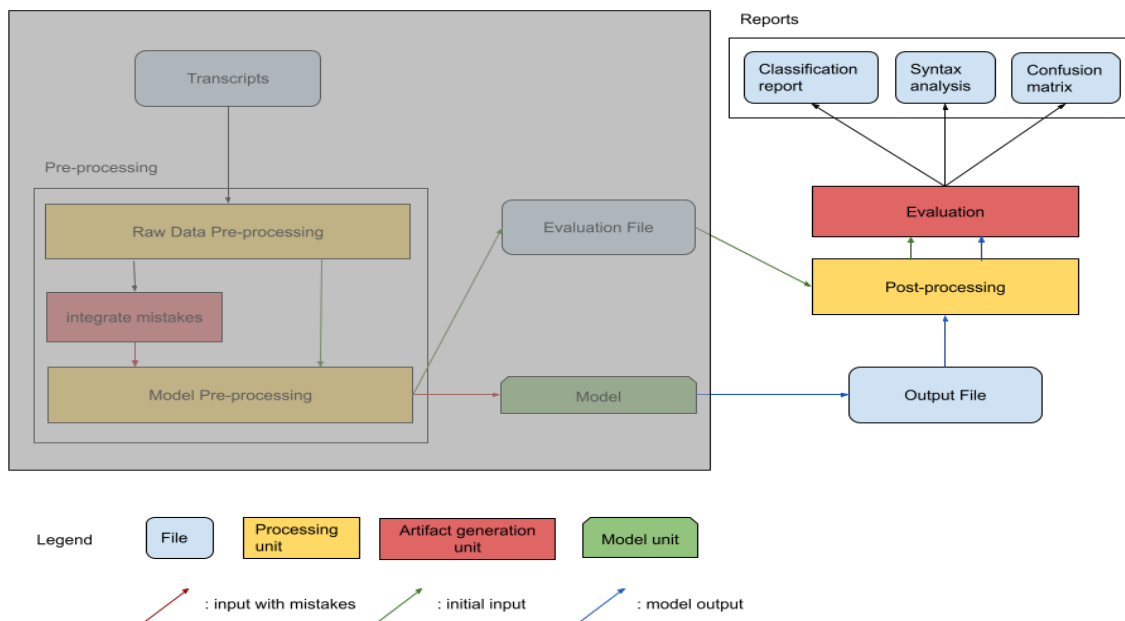 Reports
Transcripts
Classification
report
Syntax
analysis
Confusion
matrix
Pre-processing
Raw Data Pre-processing
Evaluation File
Evaluation
integrate mistakes
Post-processing
Model Pre-processing
Model
Output File
Legend
File
Processing
unit
Artifact generation
unit
Model unit
: input with mistakes
: initial input
: model output